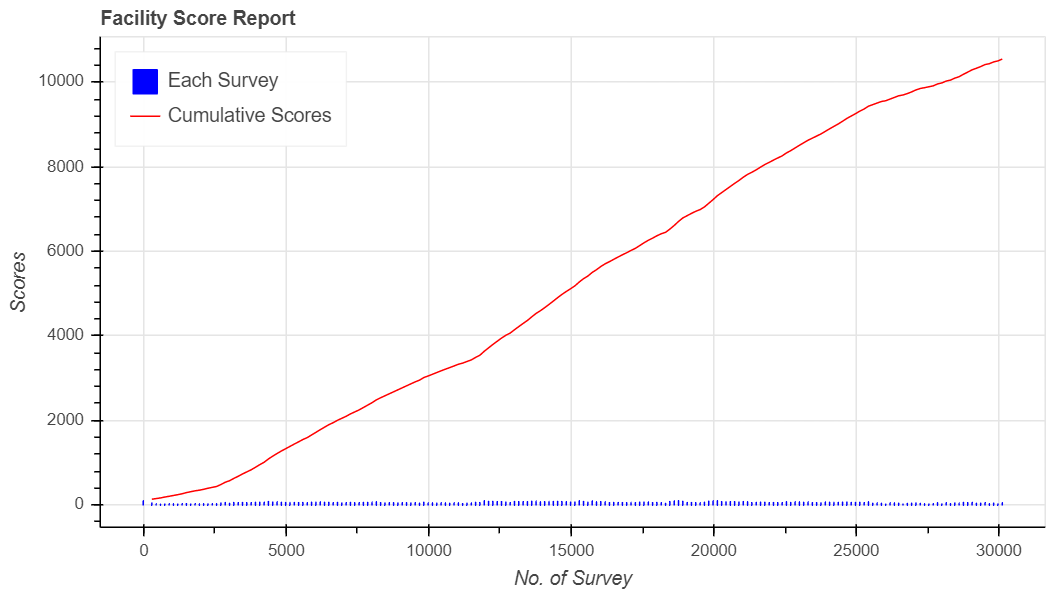 Facility Score Report
Each Survey
Cumulative Scores
10000
8000
6000
4000
2000
0
Scores
0 5000 10000 15000 20000 25000 30000
No. of Survey